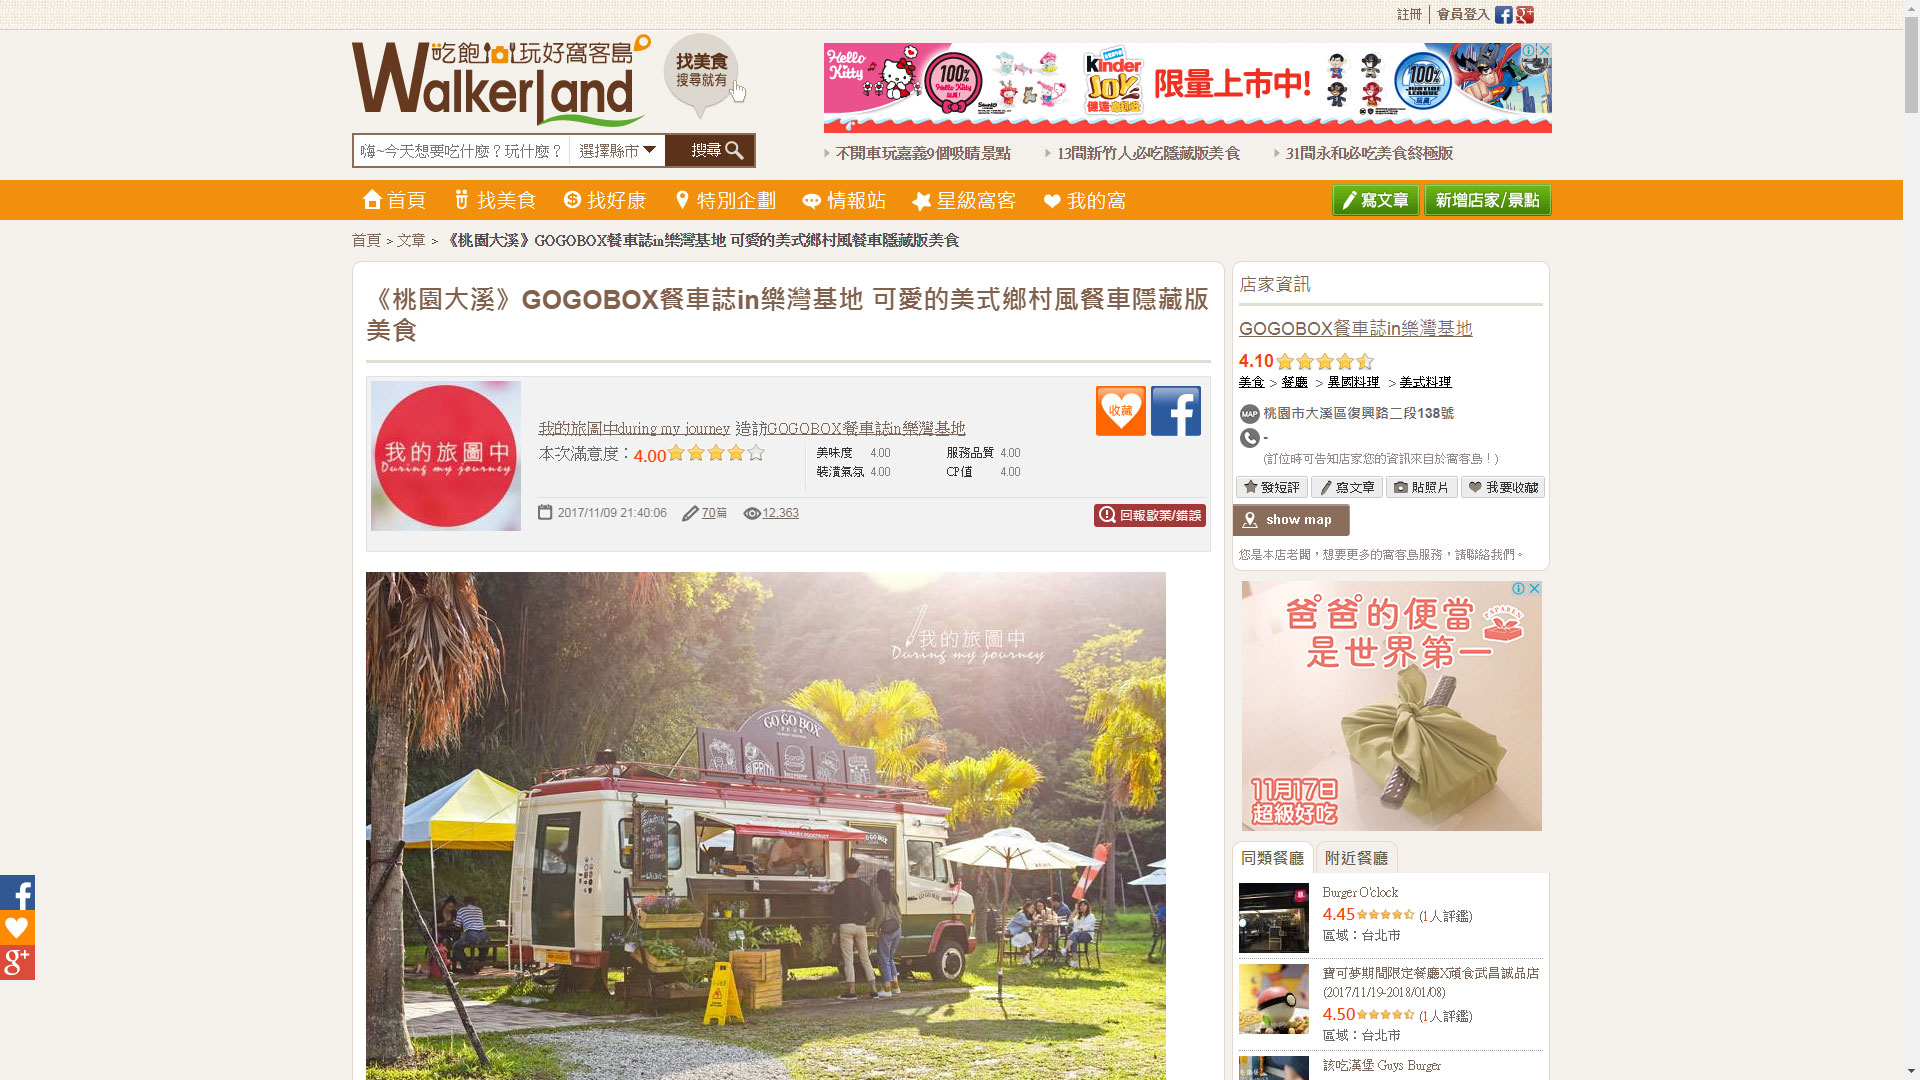 註冊 會員登入
吃飽 玩好窩客島
Walkerland
找美食
搜尋就有
嗨~今天想要吃什麼？玩什麼？ 選擇縣市 搜尋
Hello Kitty 100% Kinder JOY 健達奇趣蛋 限量上市中! 100% JUSTICE LEAGUE
不開車玩嘉義9個吸睛景點 13間新竹人必吃隱藏版美食 31間永和必吃美食終極版
首頁 找美食 找好康 特別企劃 情報站 星級窩客 我的窩 寫文章 新增店家/景點
首頁 > 文章 > 《桃園大溪》GOGOBOX餐車誌in樂灣基地 可愛的美式鄉村風餐車隱藏版美食
《桃園大溪》GOGOBOX餐車誌in樂灣基地 可愛的美式鄉村風餐車隱藏版
美食
我的旅圖中
During my journey
收藏
我的旅圖中during my journey 造訪GOGOBOX餐車誌in樂灣基地
本次滿意度：4.00
美味度 4.00 服務品質 4.00
裝潢氣氛 4.00 CP值 4.00
2017/11/09 21:40:06 70篇 12,363 回報歇業/錯誤
我的旅圖中
During my journey
GO GO BOX
BURRITO
GO GO BOX
店家資訊
GOGOBOX餐車誌in樂灣基地
4.10
美食 > 餐廳 > 異國料理 > 美式料理
MAP 桃園市大溪區復興路二段138號
-
(訂位時可告知店家您的資訊來自於窩客島！)
發短評 寫文章 貼照片 我要收藏
show map
您是本店老闆，想要更多的窩客島服務，請聯絡我們。
爸爸的便當
是世界第一
PAPABEN
11月17日
超級好吃
同類餐廳 附近餐廳
Burger O'clock
4.45 (1人評鑑)
區域：台北市
寶可夢期間限定餐廳X頑食武昌誠品店
(2017/11/19-2018/01/08)
4.50 (1人評鑑)
區域：台北市
該吃漢堡 Guys Burger